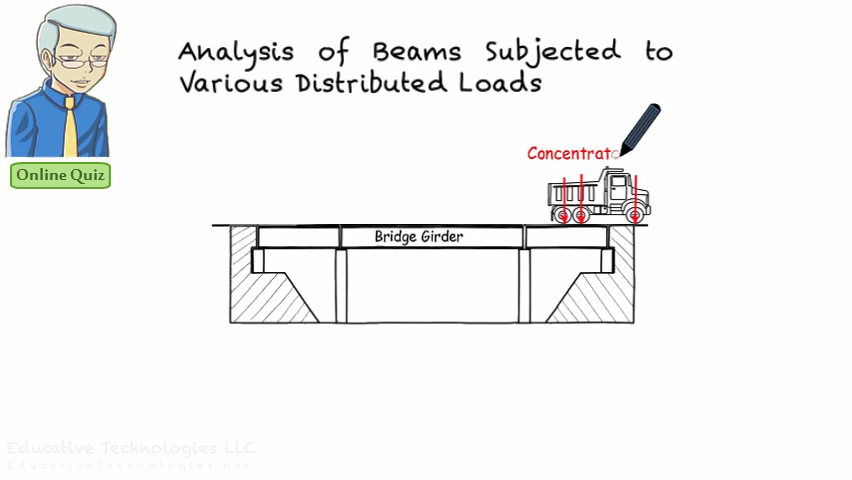 Analysis of Beams Subjected to
Various Distributed Loads
Concentrat
Online Quiz
Bridge Girder
Educative Technologies LLC
EducativeTechnologies.net